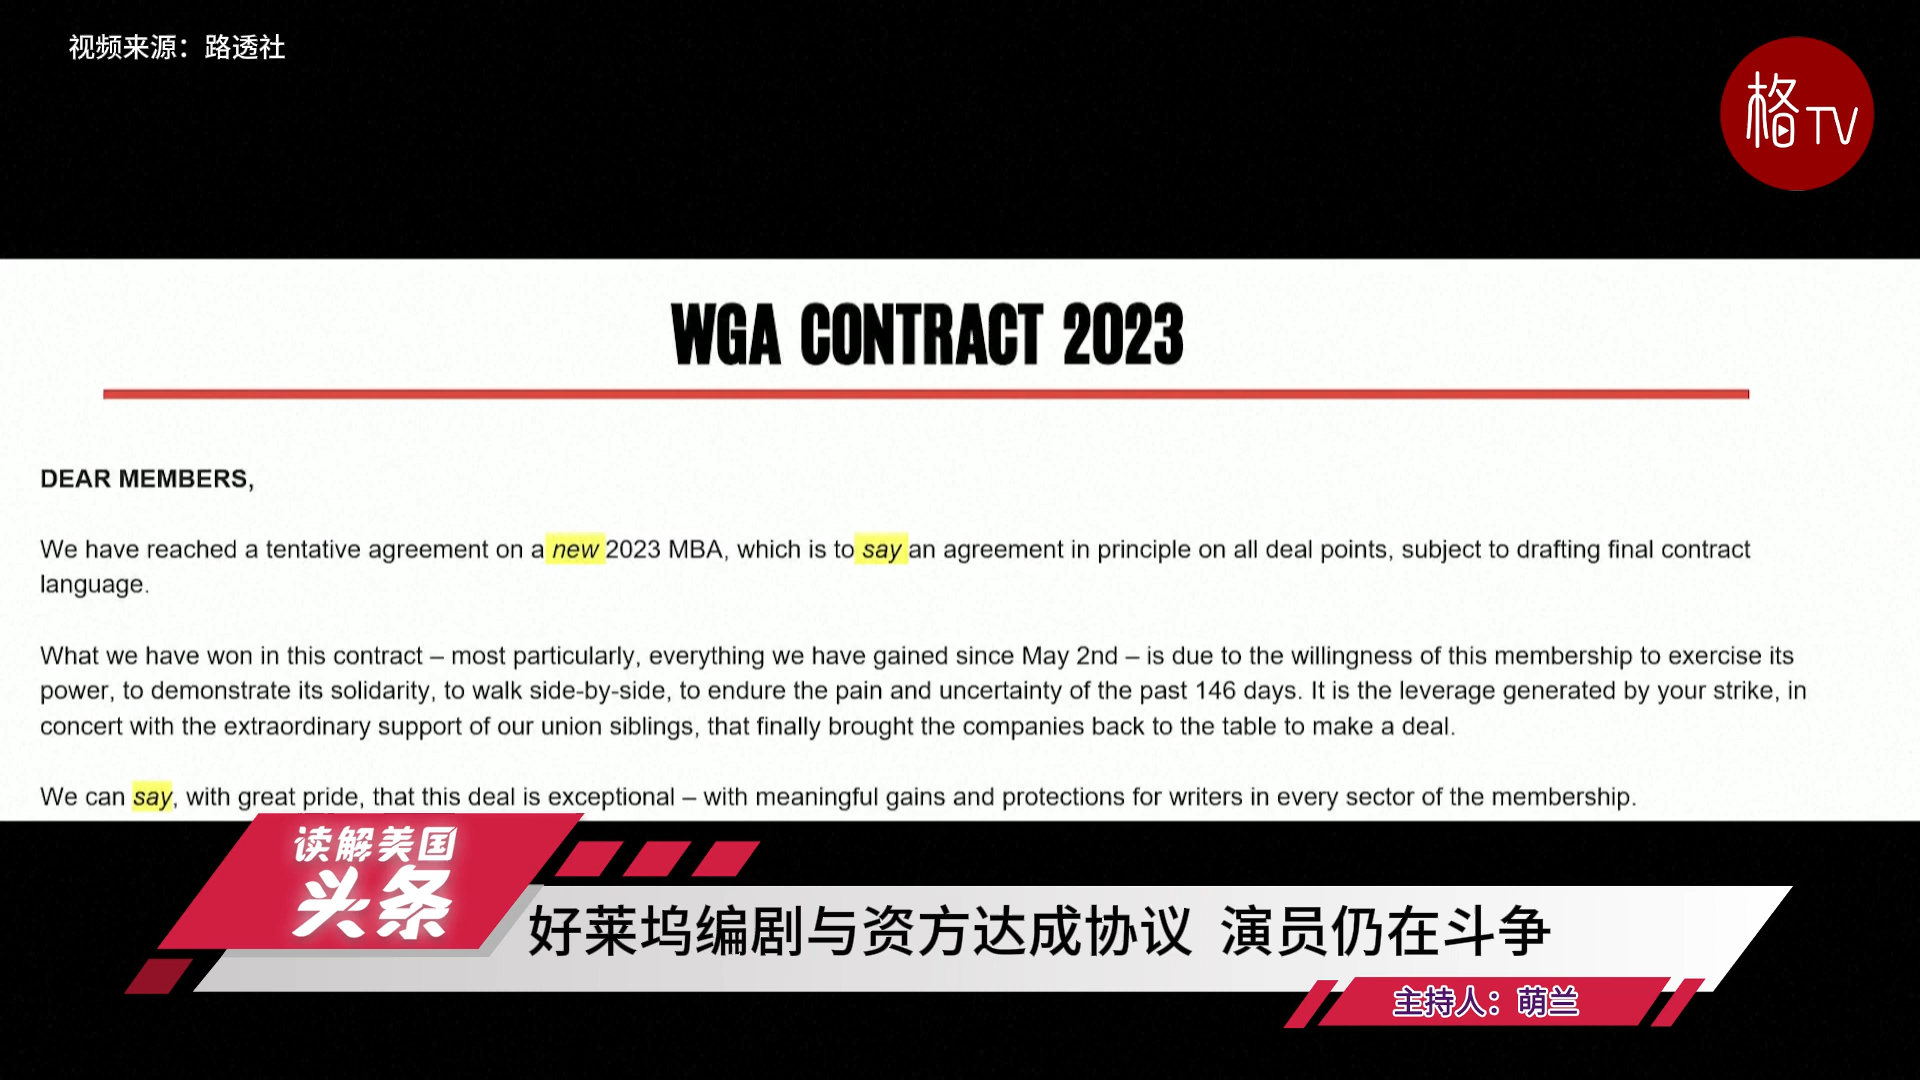 视频来源：路透社
格TV
WGA CONTRACT 2023
DEAR MEMBERS,
We have reached a tentative agreement on a new 2023 MBA, which is to say an agreement in principle on all deal points, subject to drafting final contract
language.
What we have won in this contract – most particularly, everything we have gained since May 2nd – is due to the willingness of this membership to exercise its
power, to demonstrate its solidarity, to walk side-by-side, to endure the pain and uncertainty of the past 146 days. It is the leverage generated by your strike, in
concert with the extraordinary support of our union siblings, that finally brought the companies back to the table to make a deal.
We can say, with great pride, that this deal is exceptional – with meaningful gains and protections for writers in every sector of the membership.
读解美国
头条
好莱坞编剧与资方达成协议 演员仍在斗争
主持人：萌兰